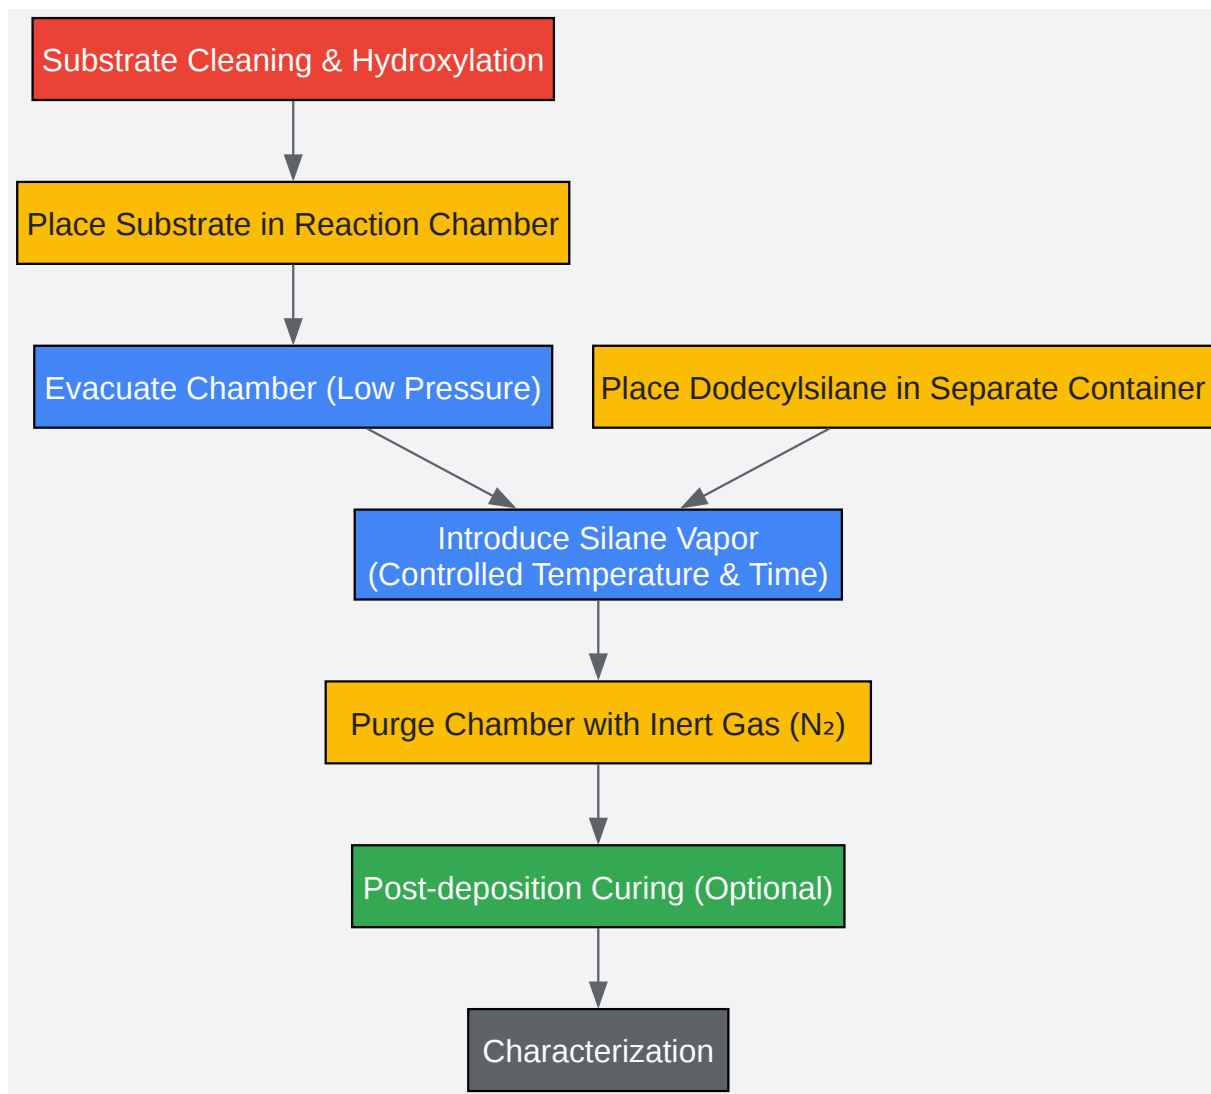 Substrate Cleaning & Hydroxylation
Place Substrate in Reaction Chamber
Evacuate Chamber (Low Pressure)
Place Dodecylsilane in Separate Container
Introduce Silane Vapor
(Controlled Temperature & Time)
Purge Chamber with Inert Gas (N₂)
Post-deposition Curing (Optional)
Characterization